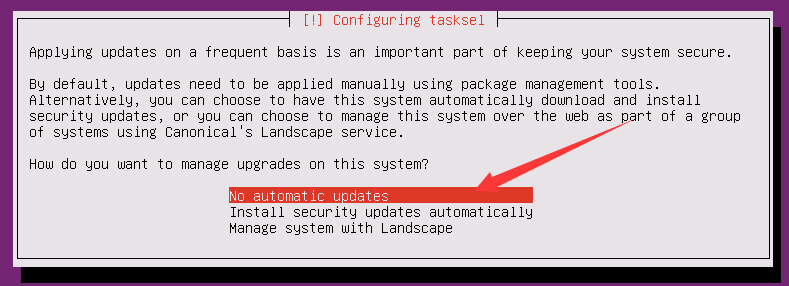 [!] Configuring tasksel
Applying updates on a frequent basis is an important part of keeping your system secure.
By default, updates need to be applied manually using package management tools.
Alternatively, you can choose to have this system automatically download and install
security updates, or you can choose to manage this system over the web as part of a group
of systems using Canonical's Landscape service.
How do you want to manage upgrades on this system?
No automatic updates
Install security updates automatically
Manage system with Landscape